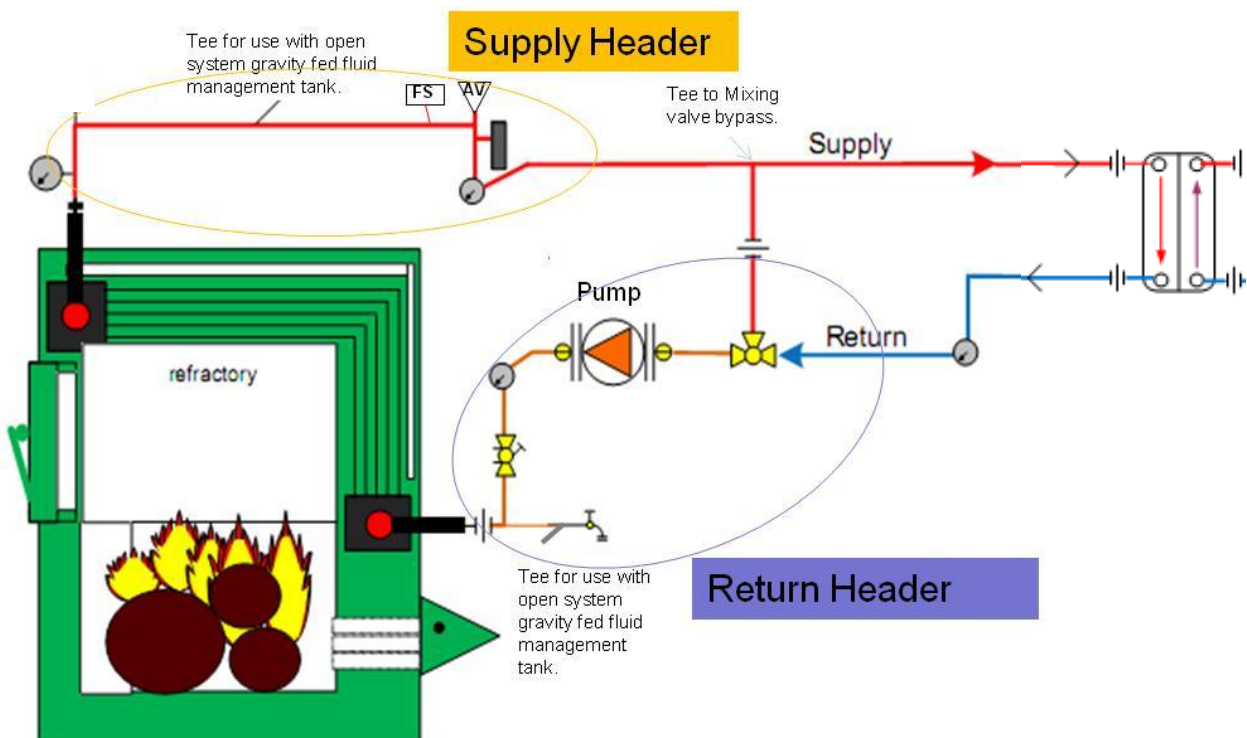 Supply Header
Tee for use with open
system gravity fed fluid
management tank.
FS
AV
Tee to Mixing
valve bypass.
Supply
Pump
Return
refractory
Return Header
Tee for use with
open system
gravity fed fluid
management
tank.